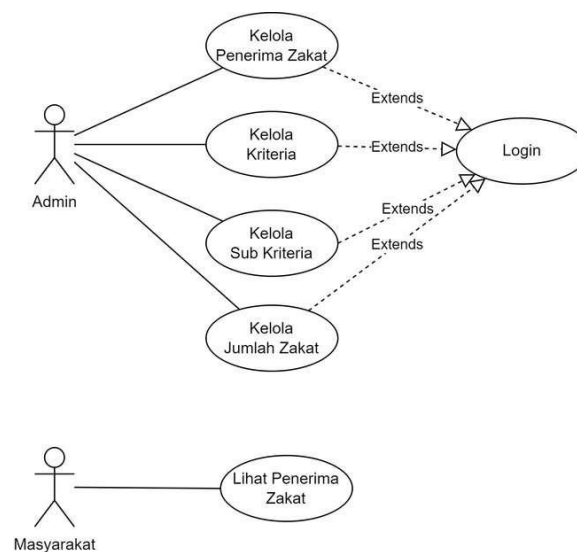 Kelola
Penerima Zakat
Extends
Kelola
Kriteria
Extends
Login
Admin
Kelola
Sub Kriteria
Extends
Extends
Kelola
Jumlah Zakat
Lihat Penerima
Zakat
Masyarakat